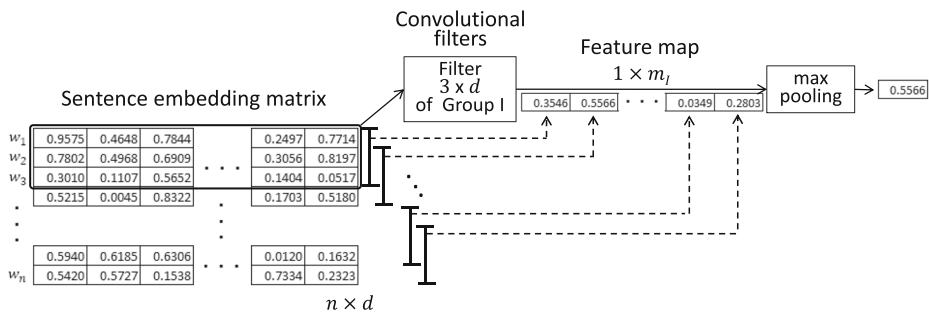 Convolutional
filters
Filter
3 x d
of Group I
Feature map
1 × m_I
max
pooling
0.5566
0.3546 0.5566 · · · 0.0349 0.2803
Sentence embedding matrix
w_1 0.9575 0.4648 0.7844 0.2497 0.7714
w_2 0.7802 0.4968 0.6909 · · · 0.3056 0.8197
w_3 0.3010 0.1107 0.5652 0.1404 0.0517
0.5215 0.0045 0.8322 0.1703 0.5180
0.5940 0.6185 0.6306 · · · 0.0120 0.1632
w_n 0.5420 0.5727 0.1538 0.7334 0.2323
n × d